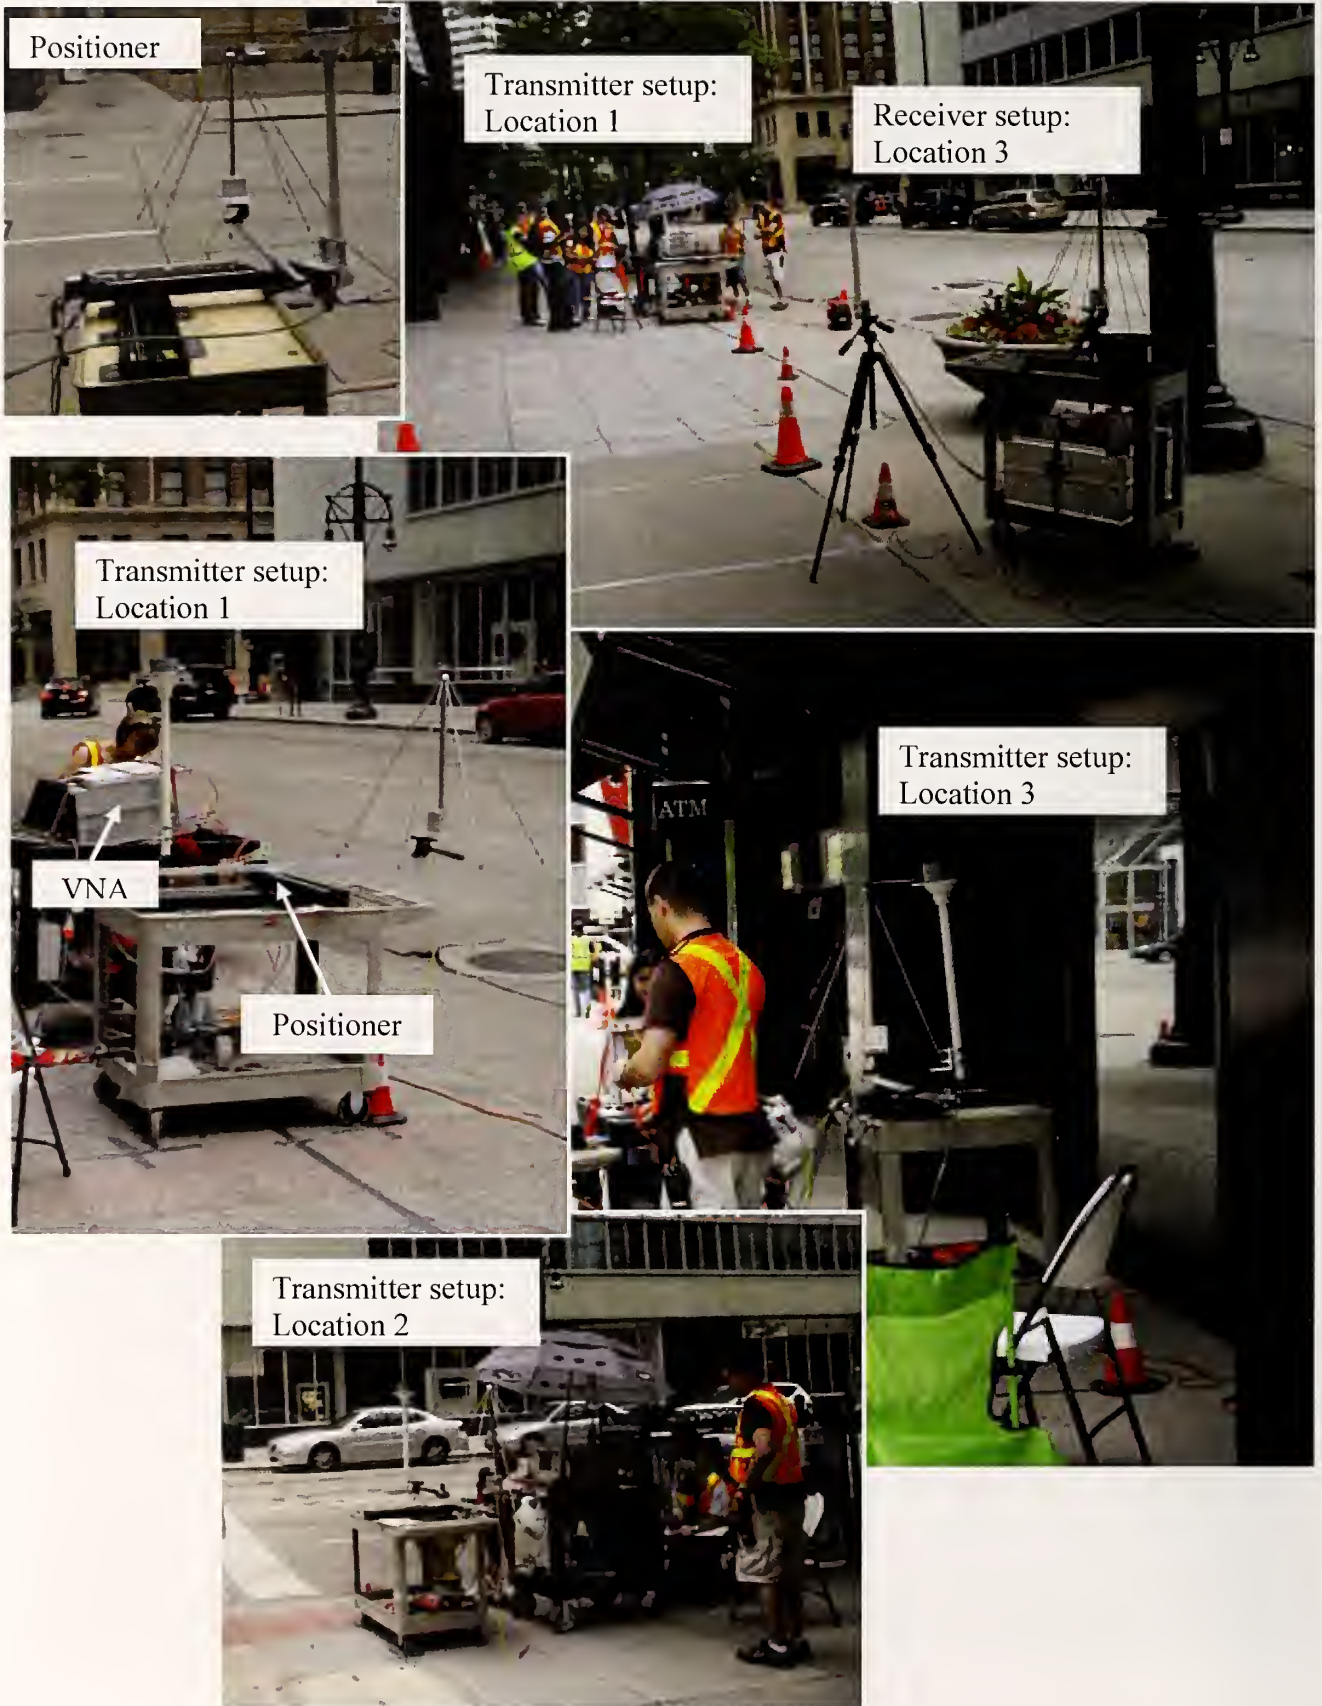 Positioner
Transmitter setup:
Location 1
Receiver setup:
Location 3
Transmitter setup:
Location 1
VNA
Positioner
Transmitter setup:
Location 3
ATM
Transmitter setup:
Location 2